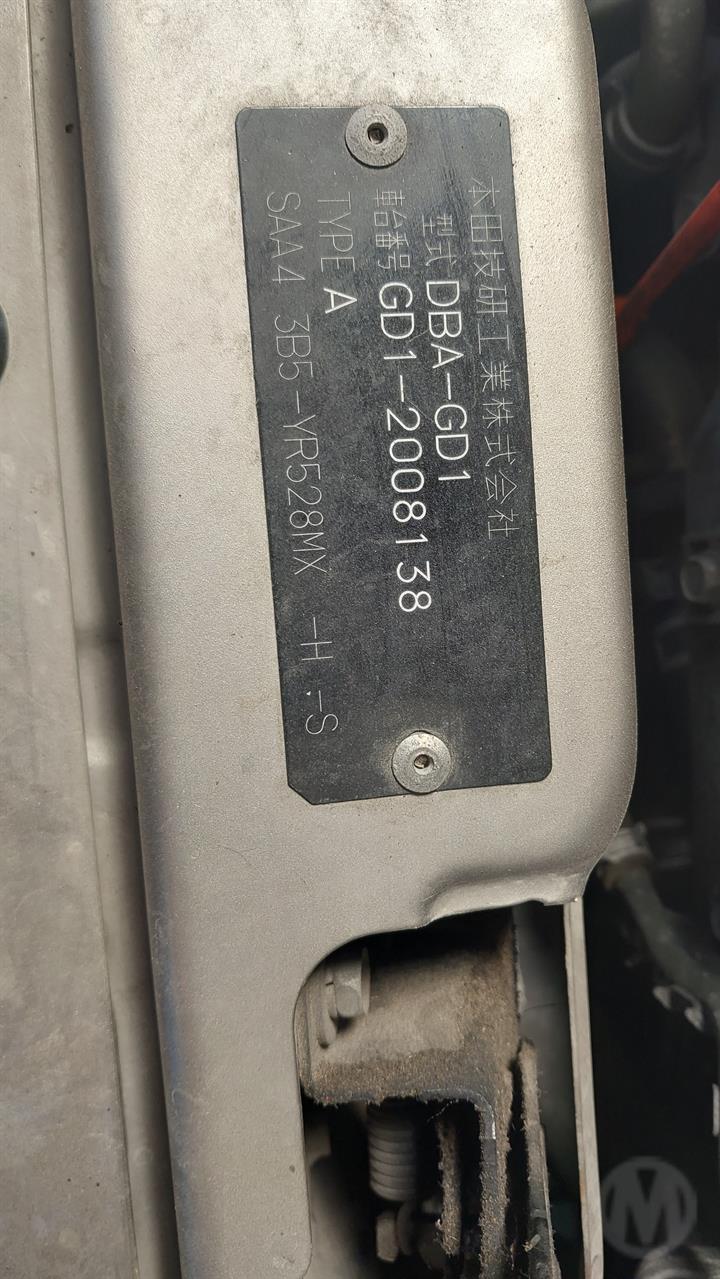 本田技研工業株式会社
型式 DBA-GD1
車台番号 GD1-2008138
TYPE A
SAA4 3B5-YR528MX -H :-S
M